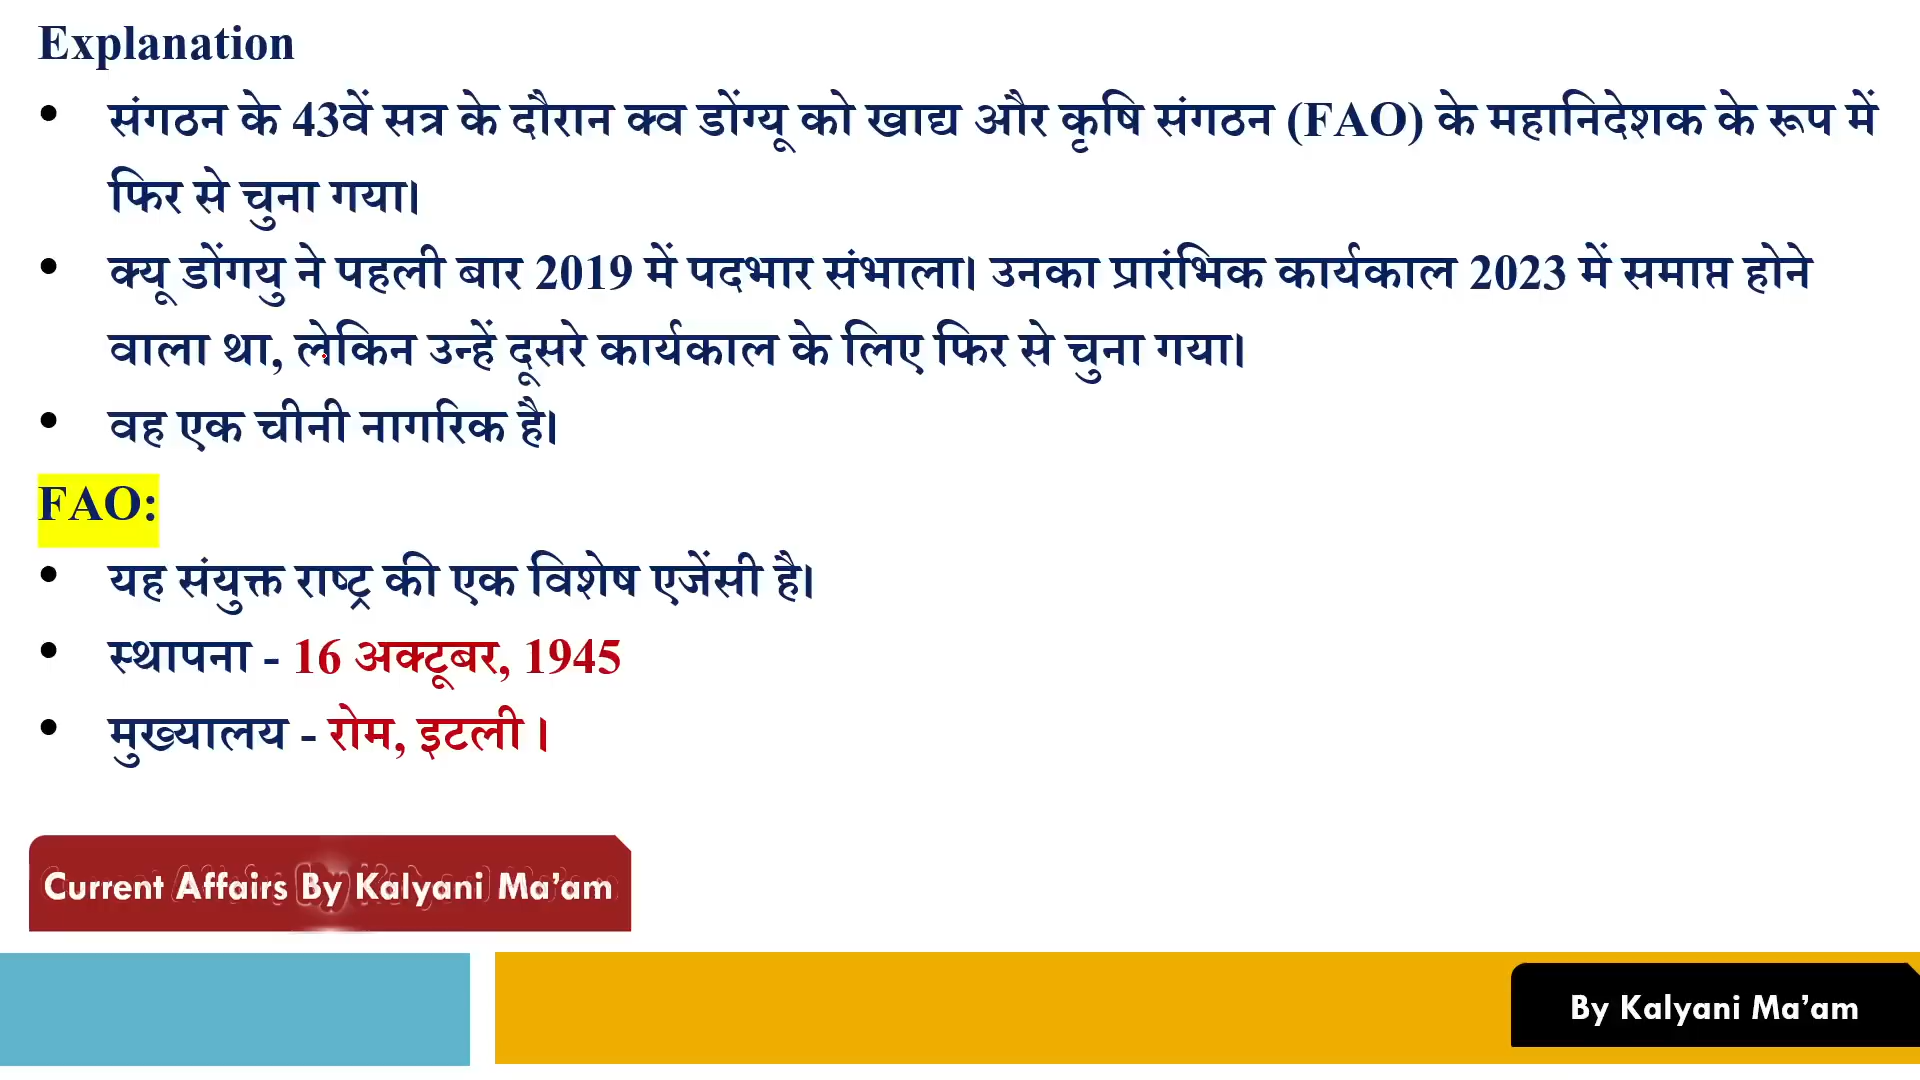 Explanation
• संगठन के 43वें सत्र के दौरान क्व डोंग्यू को खाद्य और कृषि संगठन (FAO) के महानिदेशक के रूप में
फिर से चुना गया।
• क्यू डोंगयु ने पहली बार 2019 में पदभार संभाला। उनका प्रारंभिक कार्यकाल 2023 में समाप्त होने
वाला था, लेकिन उन्हें दूसरे कार्यकाल के लिए फिर से चुना गया।
• वह एक चीनी नागरिक है।
FAO:
• यह संयुक्त राष्ट्र की एक विशेष एजेंसी है।
• स्थापना - 16 अक्टूबर, 1945
• मुख्यालय - रोम, इटली ।
Current Affairs By Kalyani Ma’am
By Kalyani Ma’am